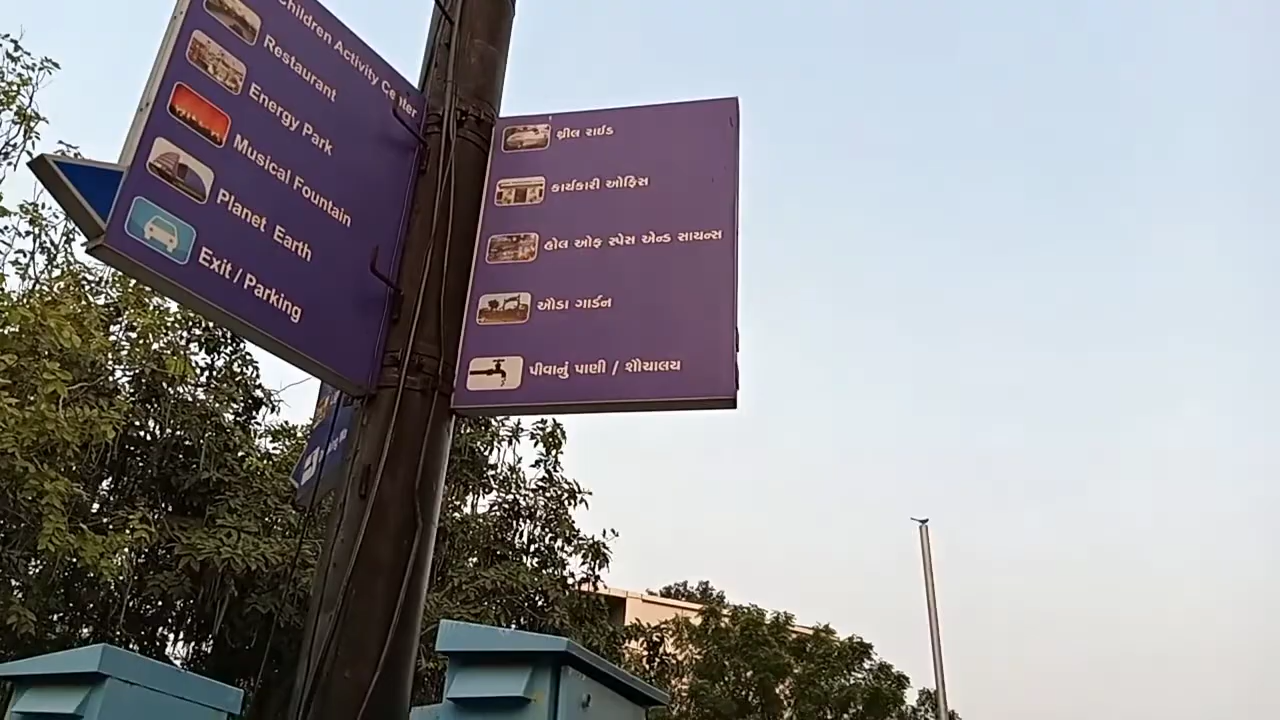 Children Activity Center
Restaurant
Energy Park
Musical Fountain
Planet Earth
Exit / Parking
થ્રીલ રાઈડ
કાર્યકારી ઓફિસ
હોલ ઓફ સ્પેસ એન્ડ સાયન્સ
ઔડા ગાર્ડન
પીવાનું પાણી / શૌચાલય